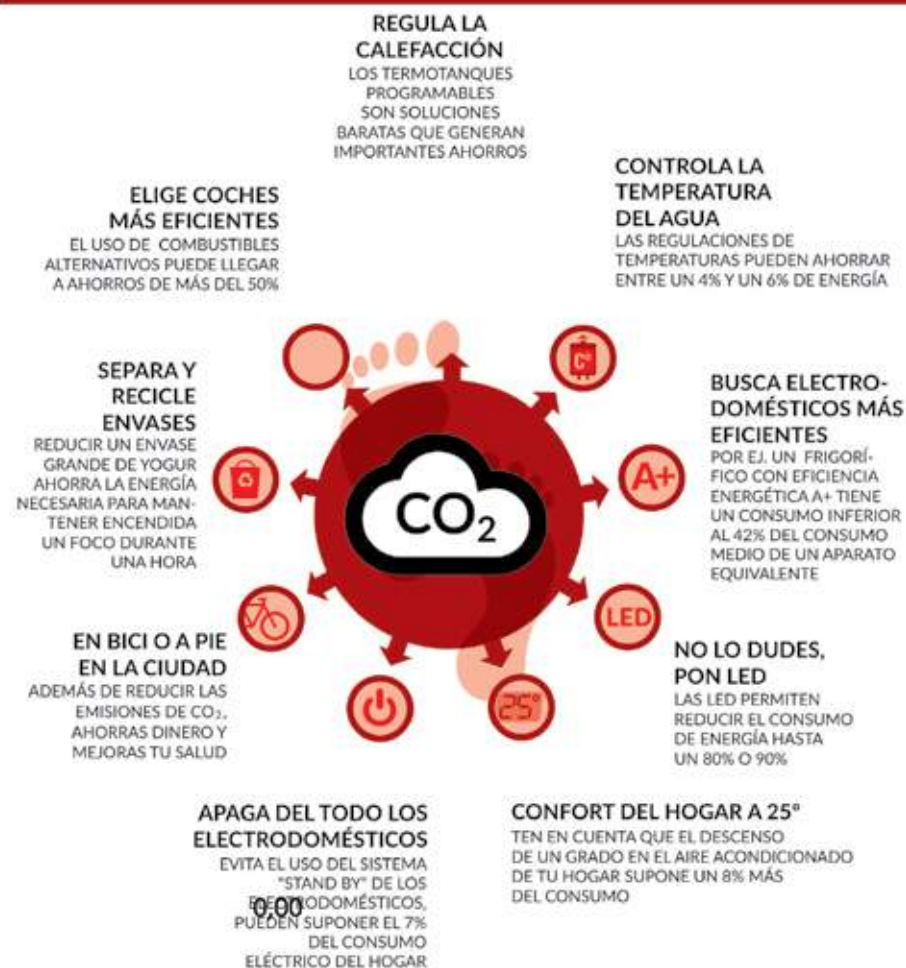 REGULA LA
CALEFACCIÓN
LOS TERMOTANQUES
PROGRAMABLES
SON SOLUCIONES
BARATAS QUE GENERAN
IMPORTANTES AHORROS
CONTROLA LA
TEMPERATURA
DEL AGUA
LAS REGULACIONES DE
TEMPERATURAS PUEDEN AHORRAR
ENTRE UN 4% Y UN 6% DE ENERGÍA
ELIGE COCHES
MÁS EFICIENTES
EL USO DE COMBUSTIBLES
ALTERNATIVOS PUEDE LLEGAR
A AHORROS DE MÁS DEL 50%
C°
SEPARA Y
RECICLE
ENVASES
REDUCIR UN ENVASE
GRANDE DE YOGUR
AHORRA LA ENERGÍA
NECESARIA PARA MAN-
TENER ENCENDIDA
UN FOCO DURANTE
UNA HORA
BUSCA ELECTRO-
DOMÉSTICOS MÁS
EFICIENTES
POR EJ. UN FRIGORÍ-
FICO CON EFICIENCIA
ENERGÉTICA A+ TIENE
UN CONSUMO INFERIOR
AL 42% DEL CONSUMO
MEDIO DE UN APARATO
EQUIVALENTE
A+
CO₂
LED
25°
EN BICI O A PIE
EN LA CIUDAD
ADEMÁS DE REDUCIR LAS
EMISIONES DE CO₂,
AHORRAS DINERO Y
MEJORAS TU SALUD
NO LO DUDES,
PON LED
LAS LED PERMITEN
REDUCIR EL CONSUMO
DE ENERGÍA HASTA
UN 80% O 90%
APAGA DEL TODO LOS
ELECTRODOMÉSTICOS
EVITA EL USO DEL SISTEMA
"STAND BY" DE LOS
ELECTRODOMÉSTICOS,
0,00
PUEDEN SUPONER EL 7%
DEL CONSUMO
ELÉCTRICO DEL HOGAR
CONFORT DEL HOGAR A 25°
TEN EN CUENTA QUE EL DESCENSO
DE UN GRADO EN EL AIRE ACONDICIONADO
DE TU HOGAR SUPONE UN 8% MÁS
DEL CONSUMO